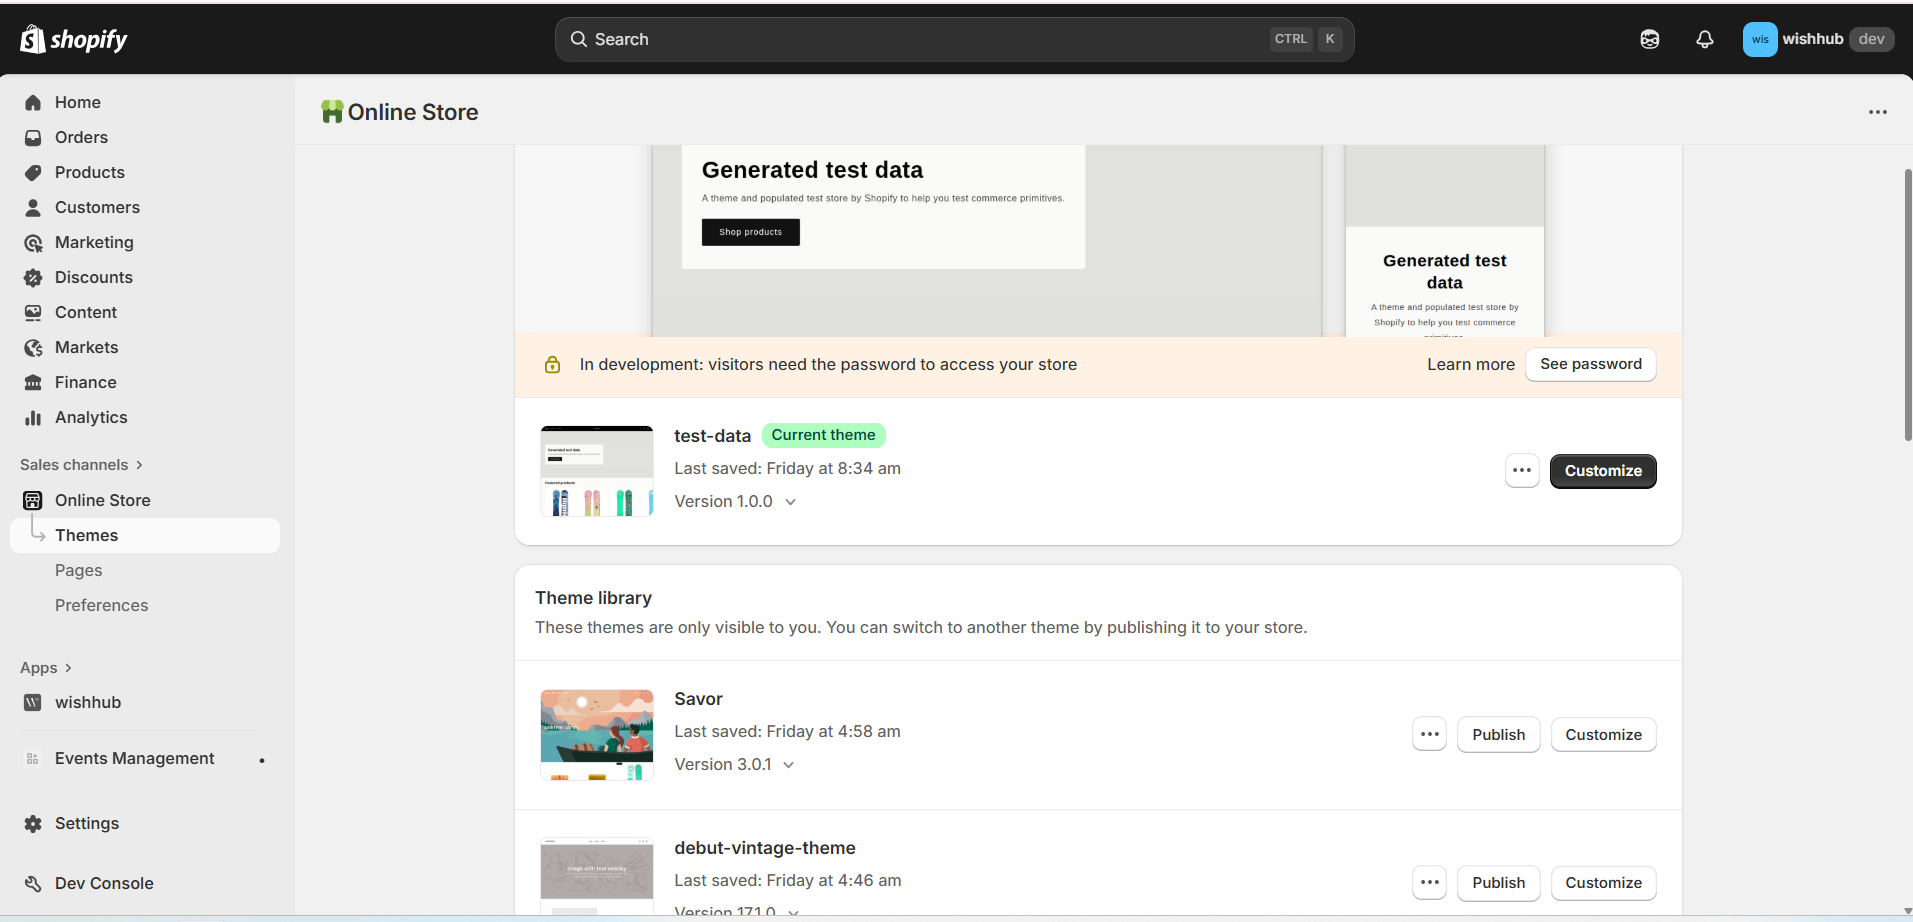 shopify
Search
CTRL K
wis
wishhub
dev
Home
Orders
Products
Customers
Marketing
Discounts
Content
Markets
Finance
Analytics
Sales channels
Online Store
Themes
Pages
Preferences
Apps
wishhub
Events Management
Settings
Dev Console
Online Store
Generated test data
A theme and populated test store by Shopify to help you test commerce primitives.
Shop products
Generated test
data
A theme and populated test store by
Shopify to help you test commerce
In development: visitors need the password to access your store
Learn more
See password
test-data
Current theme
Last saved: Friday at 8:34 am
Version 1.0.0
Customize
Theme library
These themes are only visible to you. You can switch to another theme by publishing it to your store.
Savor
Last saved: Friday at 4:58 am
Version 3.0.1
Publish
Customize
debut-vintage-theme
Last saved: Friday at 4:46 am
Version 17.1.0
Publish
Customize
Image with text overlay